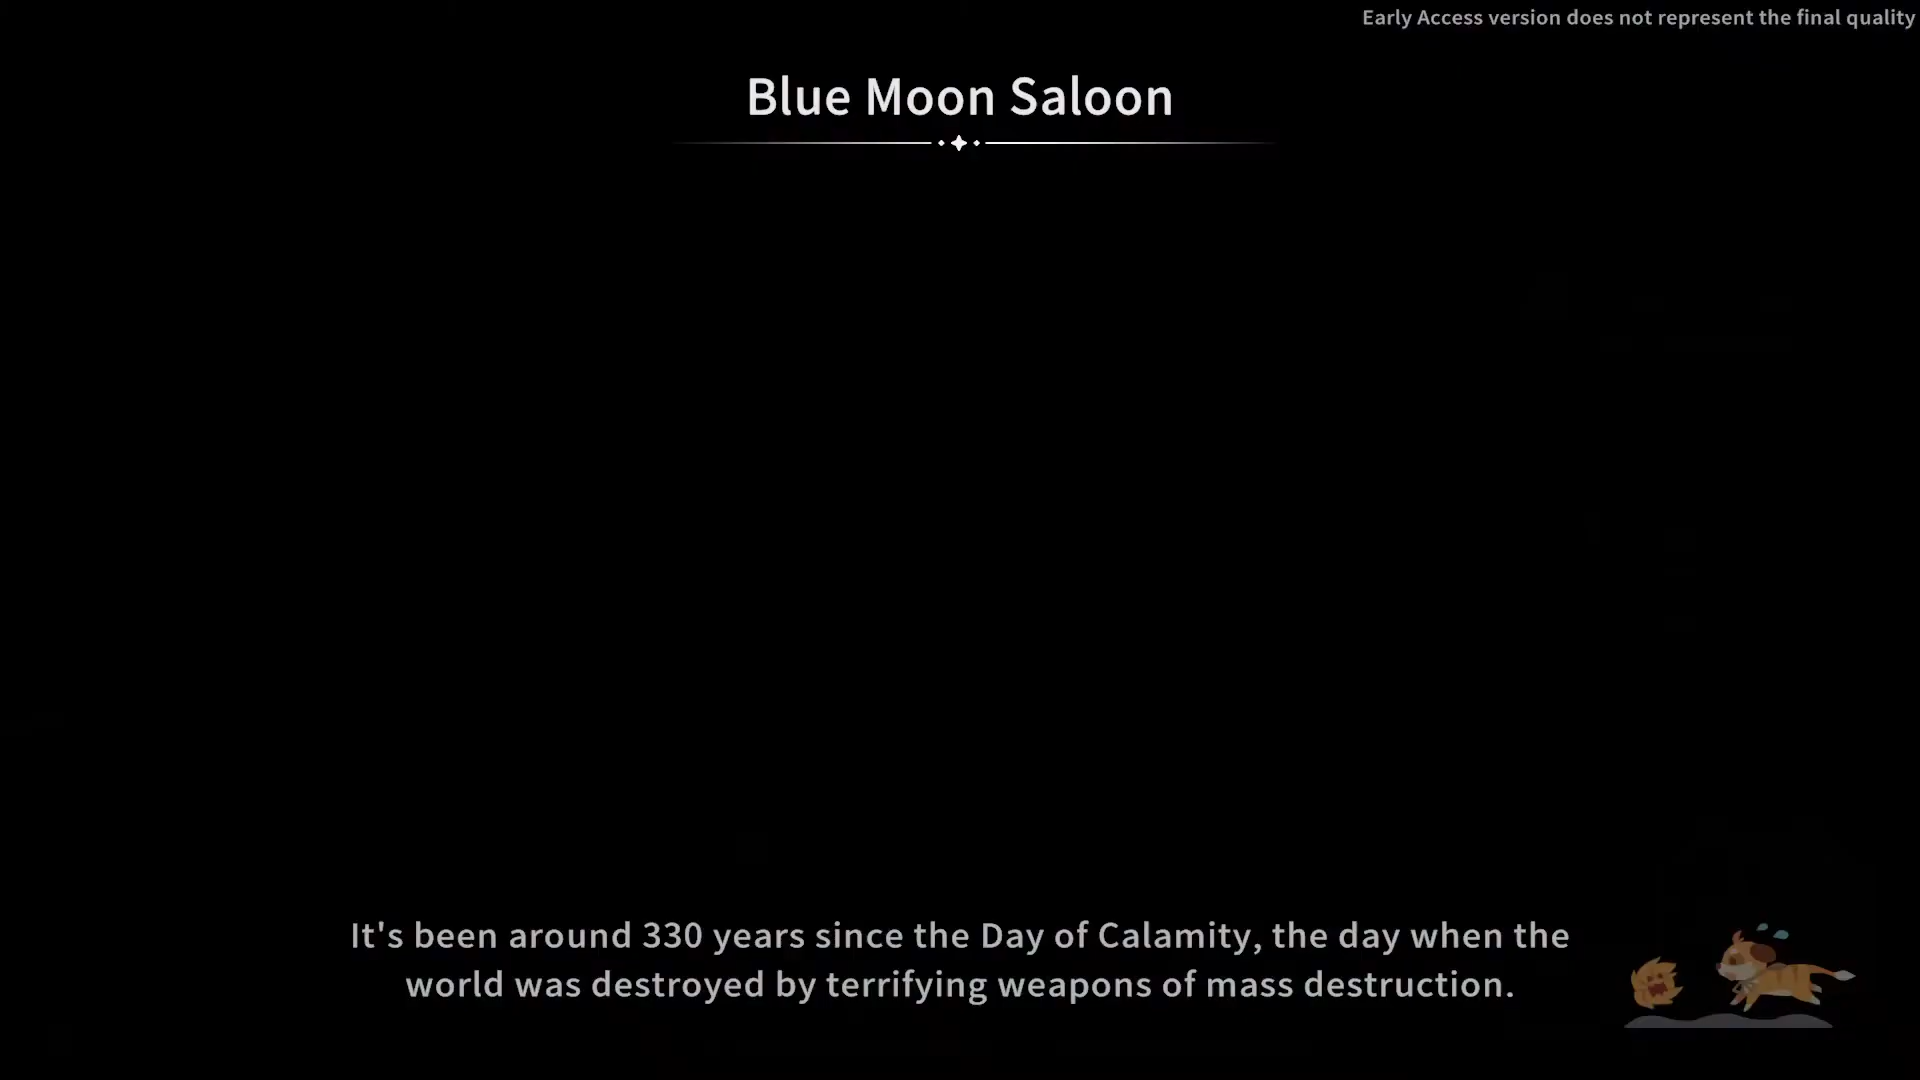 Early Access version does not represent the final quality
Blue Moon Saloon
It's been around 330 years since the Day of Calamity, the day when the
world was destroyed by terrifying weapons of mass destruction.